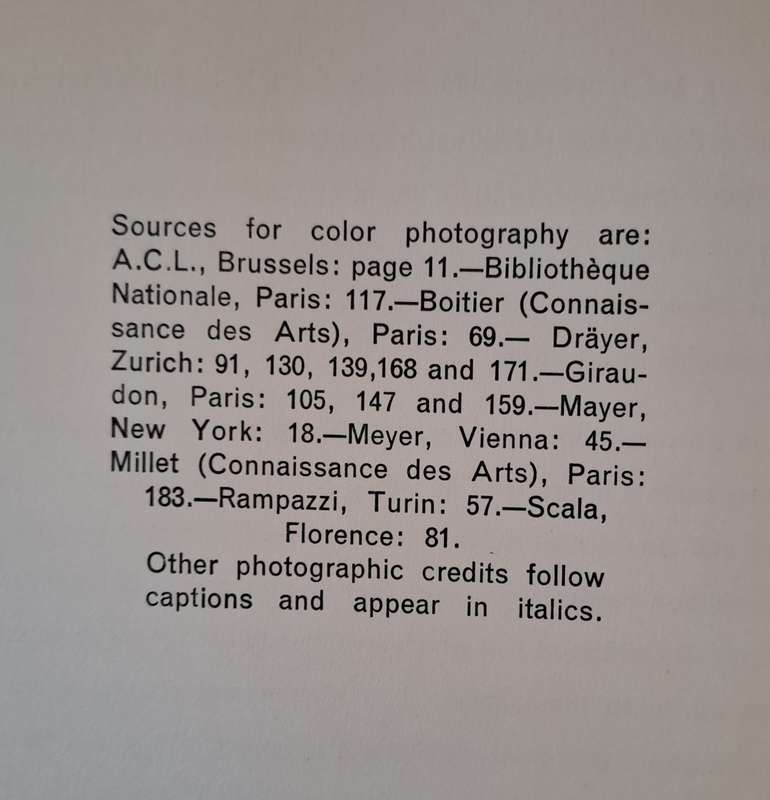 Sources for color photography are:
A.C.L., Brussels: page 11.—Bibliothèque
Nationale, Paris: 117.—Boitier (Connais-
sance des Arts), Paris: 69.— Dräyer,
Zurich: 91, 130, 139,168 and 171.—Girau-
don, Paris: 105, 147 and 159.—Mayer,
New York: 18.—Meyer, Vienna: 45.—
Millet (Connaissance des Arts), Paris:
183.—Rampazzi, Turin: 57.—Scala,
Florence: 81.
Other photographic credits follow
captions and appear in italics.